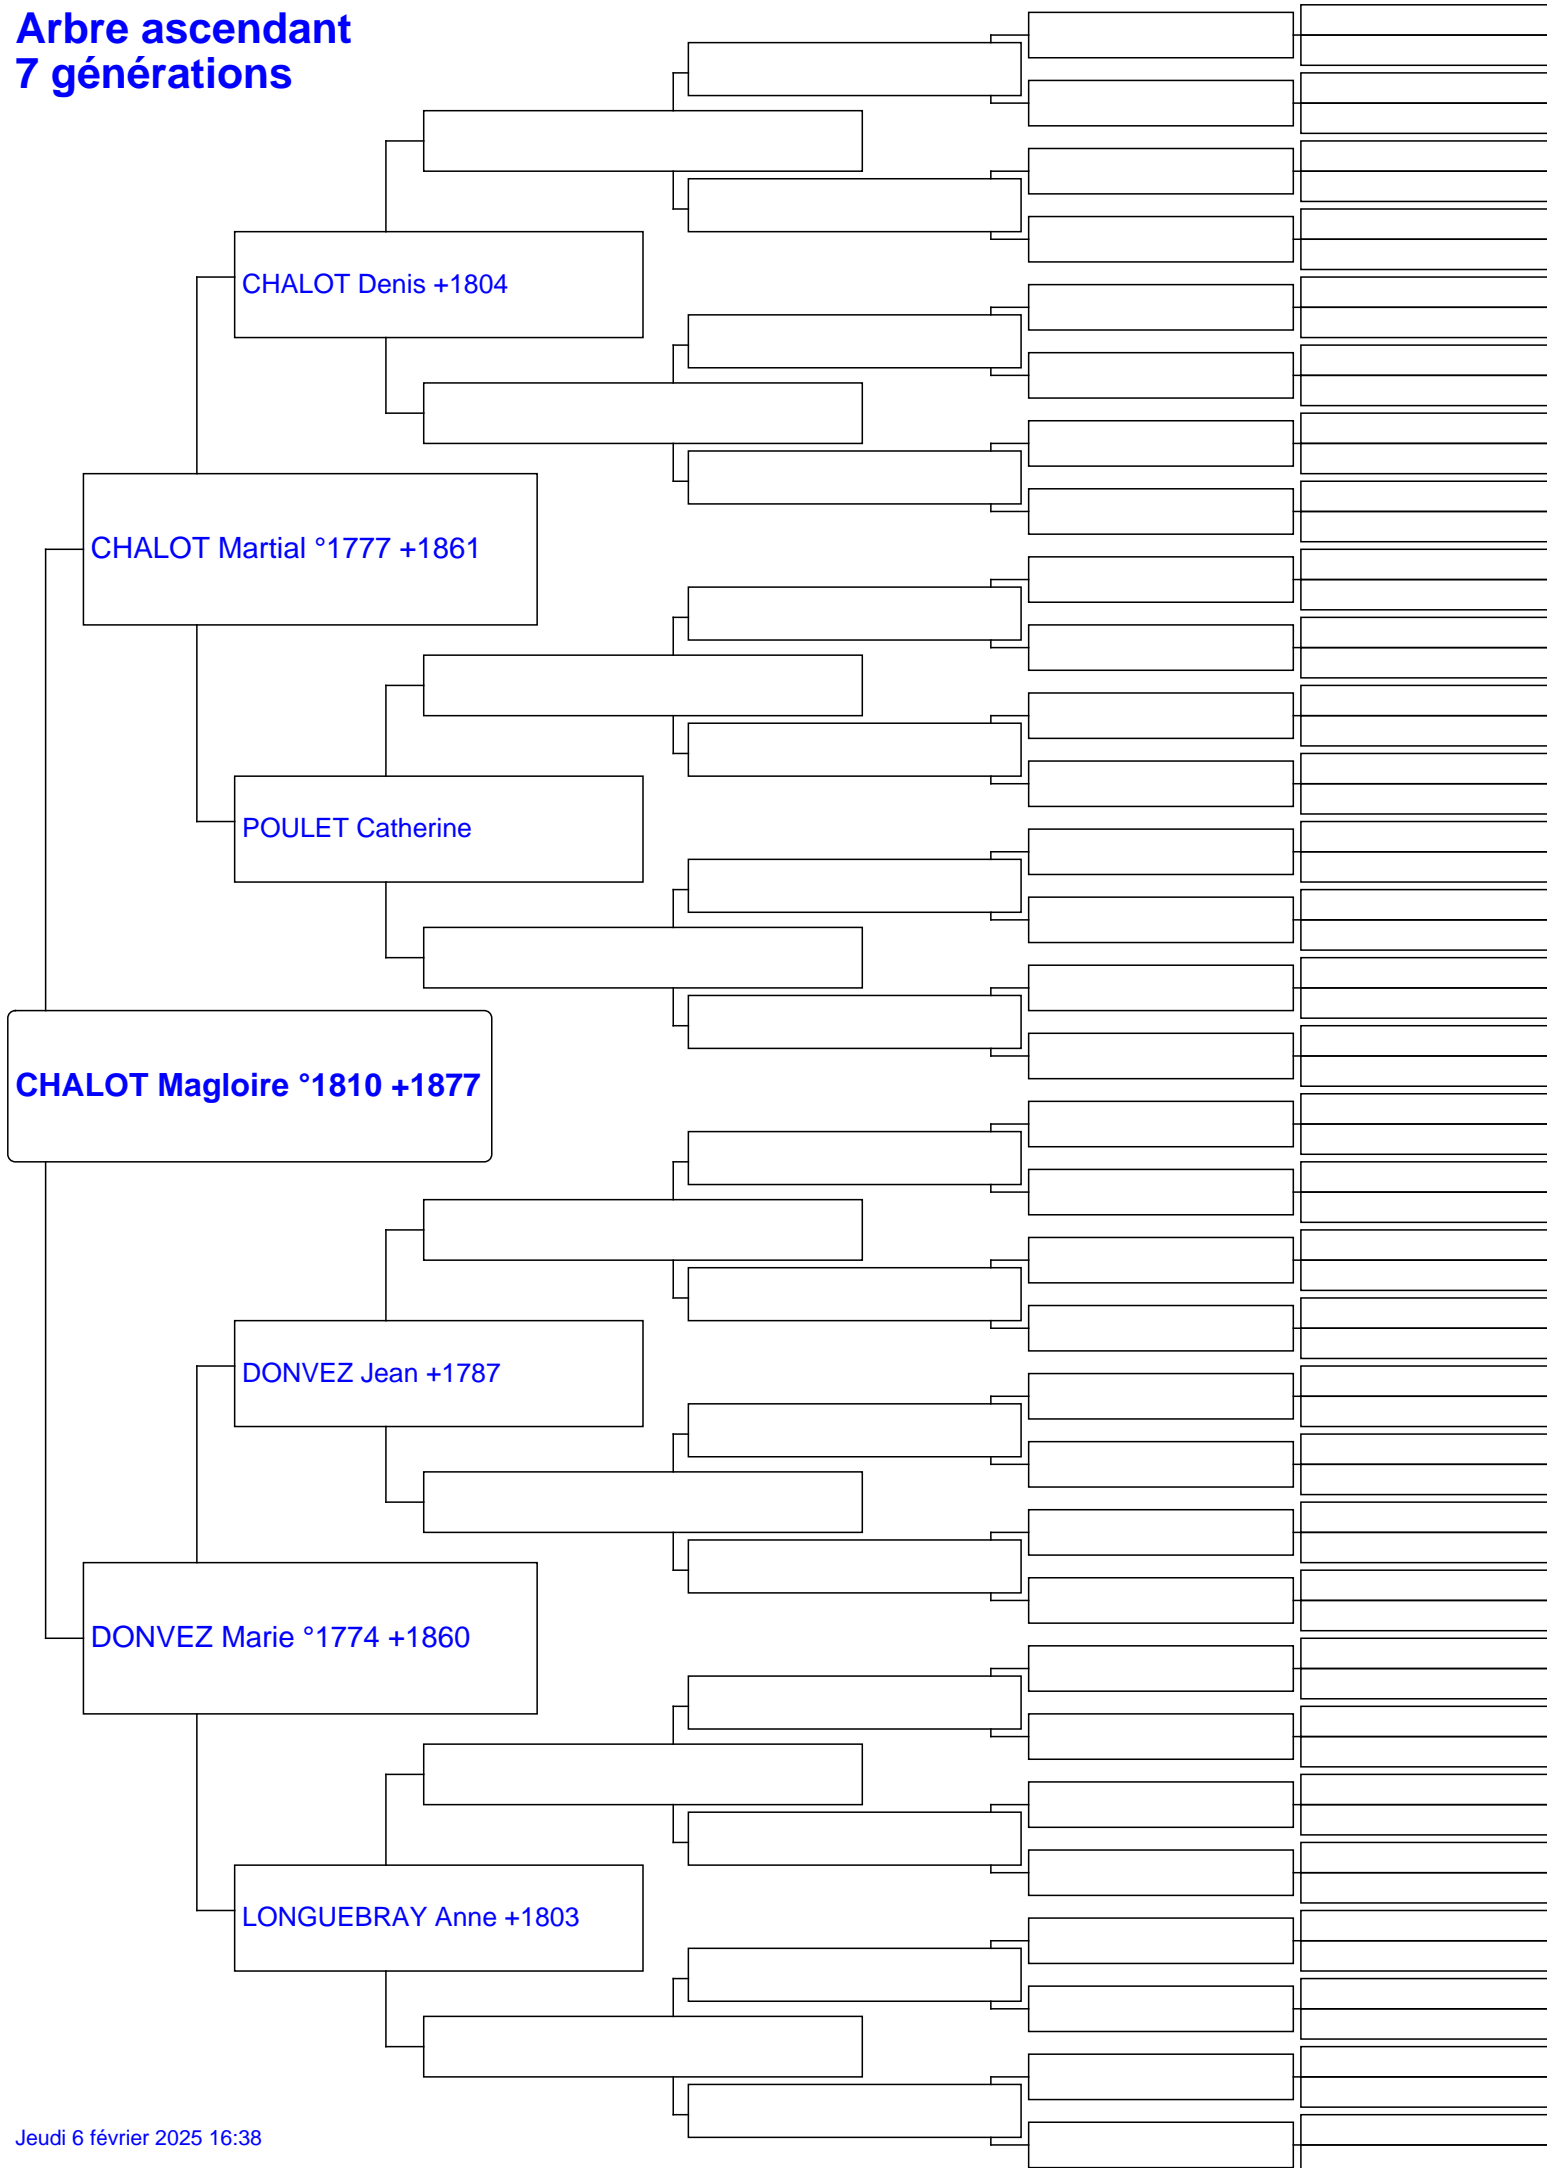 Arbre ascendant
7 générations
CHALOT Denis +1804
CHALOT Martial °1777 +1861
POULET Catherine
CHALOT Magloire °1810 +1877
DONVEZ Jean +1787
DONVEZ Marie °1774 +1860
LONGUEBRAY Anne +1803
Jeudi 6 février 2025 16:38